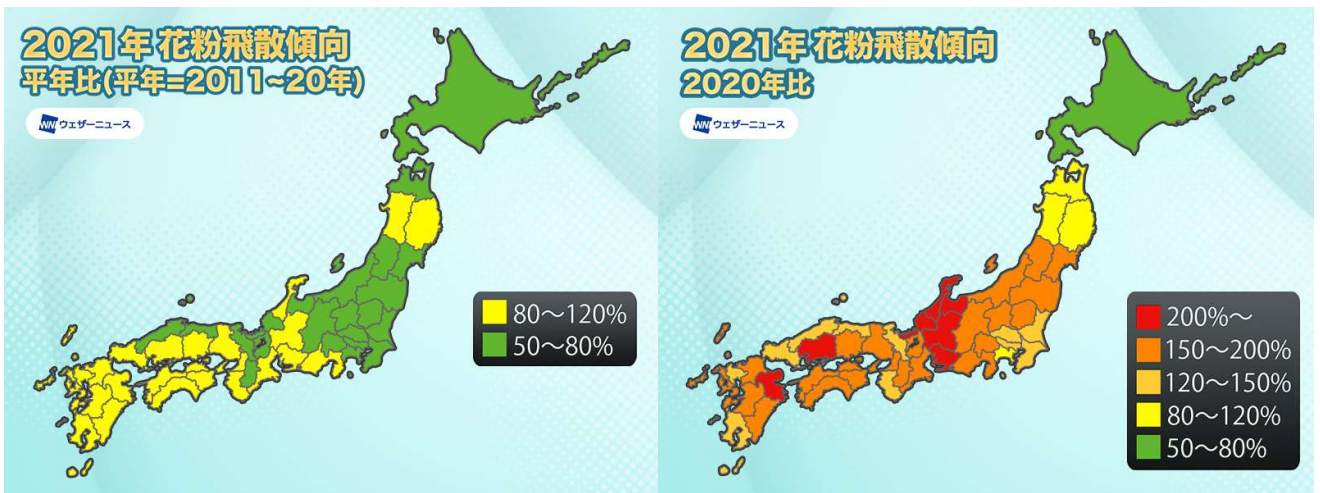 2021年 花粉飛散傾向
平年比(平年=2011~20年)
WNI ウェザーニュース
80～120%
50～80%
2021年 花粉飛散傾向
2020年比
WNI ウェザーニュース
200%～
150～200%
120～150%
80～120%
50～80%